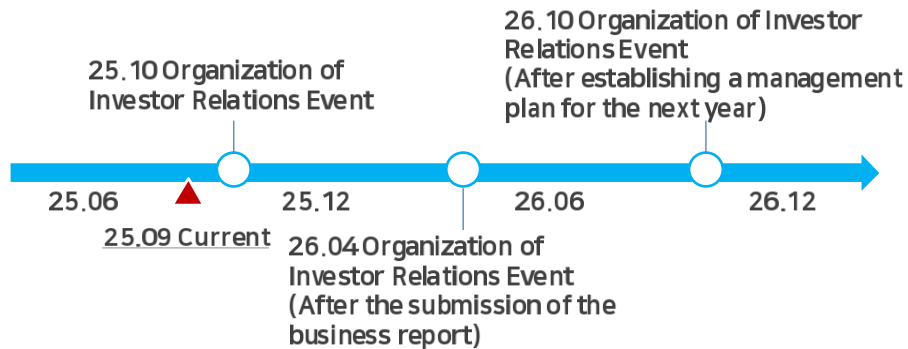 26.10 Organization of Investor
Relations Event
(After establishing a management
plan for the next year)
25.10 Organization of
Investor Relations Event
25.06
25.12
26.06
26.12
25.09 Current
26.04 Organization of
Investor Relations Event
(After the submission of the
business report)